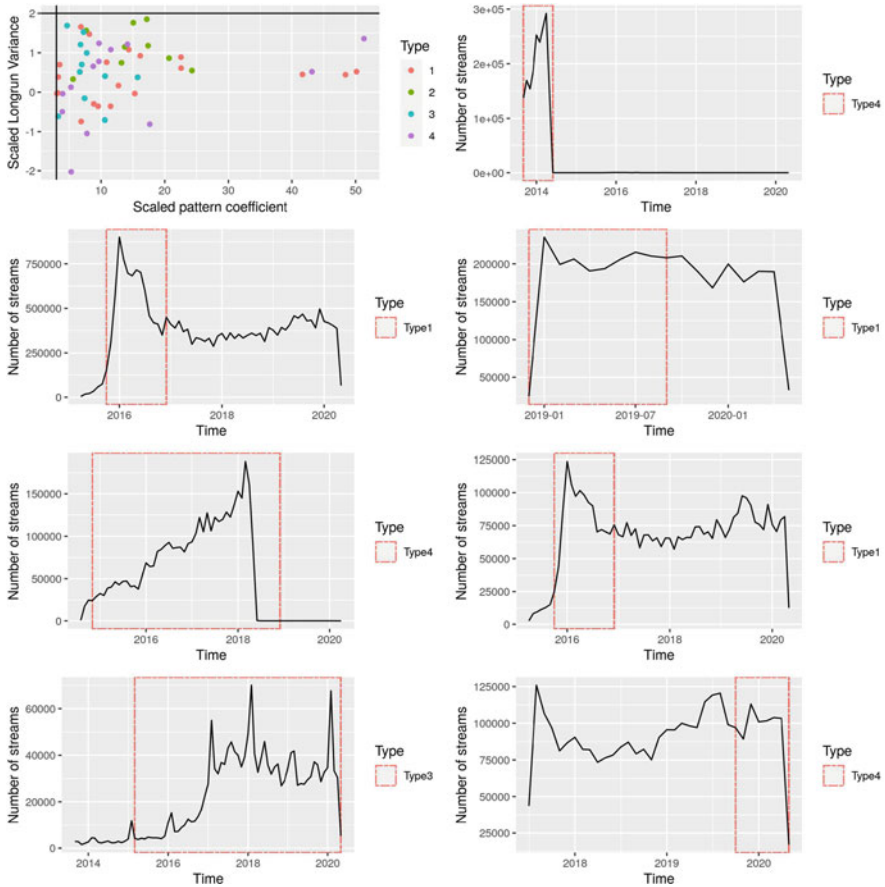 Scaled Longrun Variance
2
1
0
-1
-2
10
20
30
40
50
Scaled pattern coefficient
Type
1
2
3
4
Number of streams
3e+05
2e+05
1e+05
0e+00
2014
2016
2018
2020
Time
Type
Type4
Number of streams
750000
500000
250000
0
2016
2018
2020
Time
Type
Type1
Number of streams
200000
150000
100000
50000
2019-01
2019-07
2020-01
Time
Type
Type1
Number of streams
150000
100000
50000
0
2016
2018
2020
Time
Type
Type4
Number of streams
125000
100000
75000
50000
25000
0
2016
2018
2020
Time
Type
Type1
Number of streams
60000
40000
20000
0
2014
2016
2018
2020
Time
Type
Type3
Number of streams
125000
100000
75000
50000
25000
2018
2019
2020
Time
Type
Type4